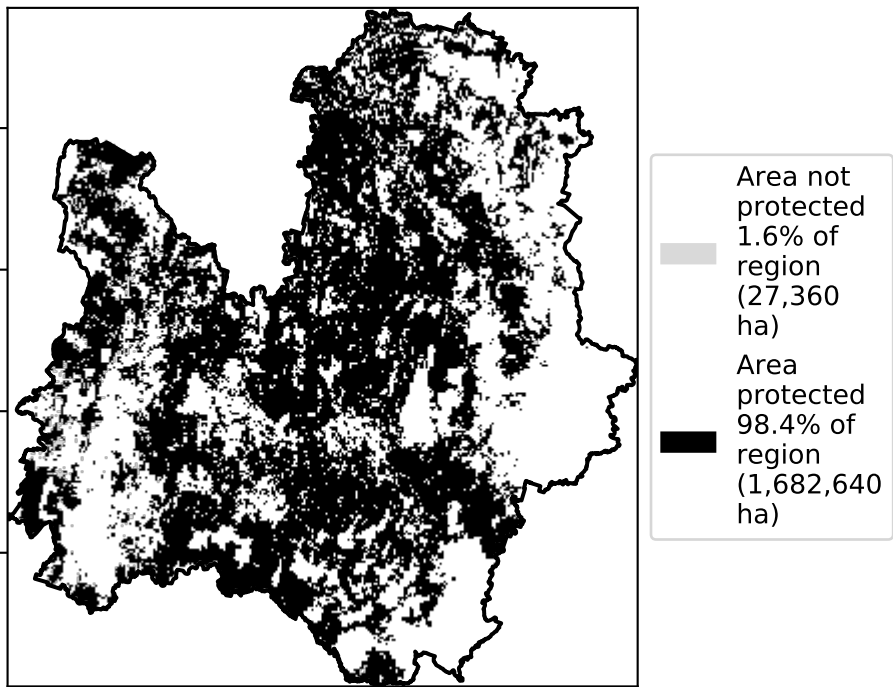 Area not
protected
1.6% of
region
(27,360
ha)
Area
protected
98.4% of
region
(1,682,640
ha)